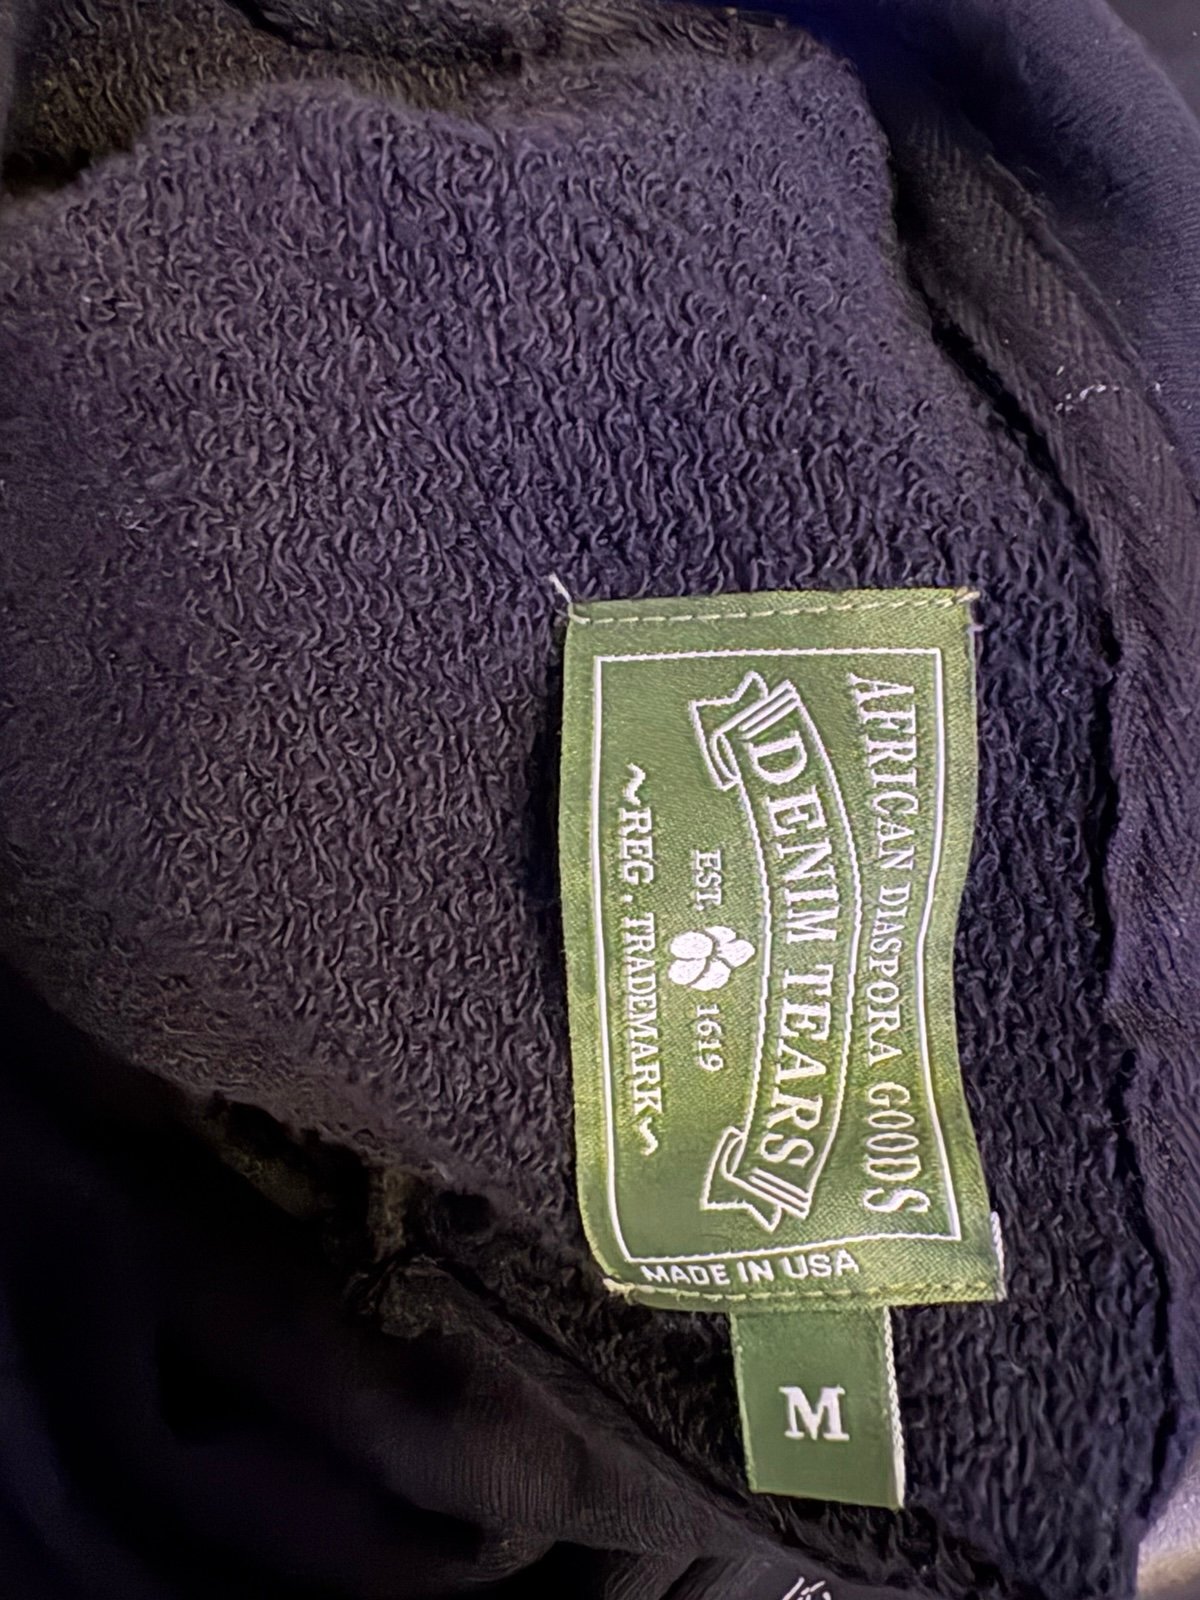 AFRICAN DIASPORA GOODS
DENIM TEARS
EST. 1619
~REG. TRADEMARK~
MADE IN USA
M